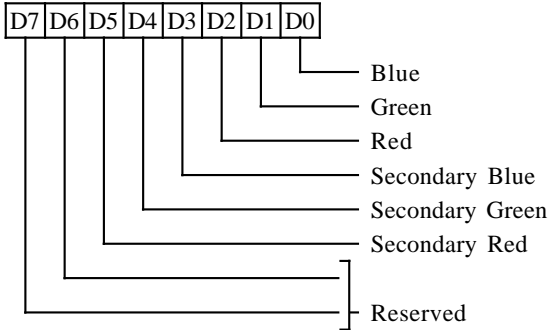 D7 D6 D5 D4 D3 D2 D1 D0
Blue
Green
Red
Secondary Blue
Secondary Green
Secondary Red
Reserved